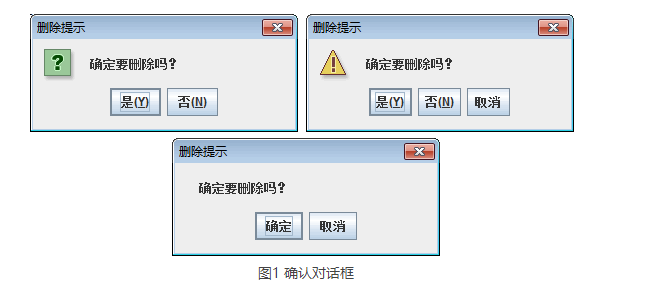 删除提示
确定要删除吗?
是(Y) 否(N)
删除提示
确定要删除吗?
是(Y) 否(N) 取消
删除提示
确定要删除吗?
确定 取消
图1 确认对话框